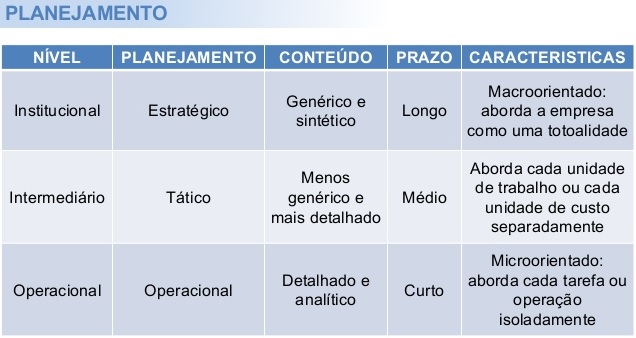 PLANEJAMENTO
NÍVEL PLANEJAMENTO CONTEÚDO PRAZO CARACTERISTICAS
Institucional
Estratégico
Genérico e
sintético
Longo
Macroorientado:
aborda a empresa
como uma totoalidade
Intermediário
Tático
Menos
genérico e
mais detalhado
Médio
Aborda cada unidade
de trabalho ou cada
unidade de custo
separadamente
Operacional
Operacional
Detalhado e
analítico
Curto
Microorientado:
aborda cada tarefa ou
operação
isoladamente